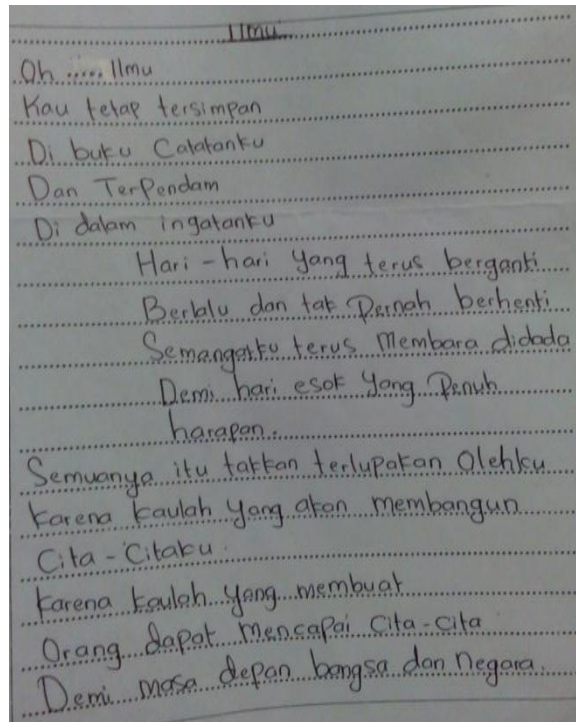 Ilmu
Oh ..... Ilmu
Kau tetap tersimpan
Di buku Catatanku
Dan TerPendam
Di dalam ingatanku
Hari - hari yang terus berganti
Berlalu dan tak Pernah berhenti
Semangatku terus Membara didada
Demi hari esok Yang Penuh
harapan.
Semuanya itu takkan terlupakan Olehku
Karena kaulah yang akan membangun
Cita - Citaku.
Karena kaulah yang membuat
Orang dapat mencapai Cita-cita
Demi masa depan bangsa dan negara.